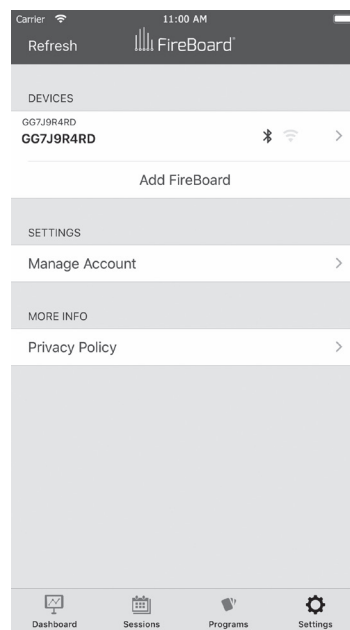 Carrier 11:00 AM
Refresh FireBoard
DEVICES
GG7J9R4RD
GG7J9R4RD
Add FireBoard
SETTINGS
Manage Account
MORE INFO
Privacy Policy
Dashboard Sessions Programs Settings